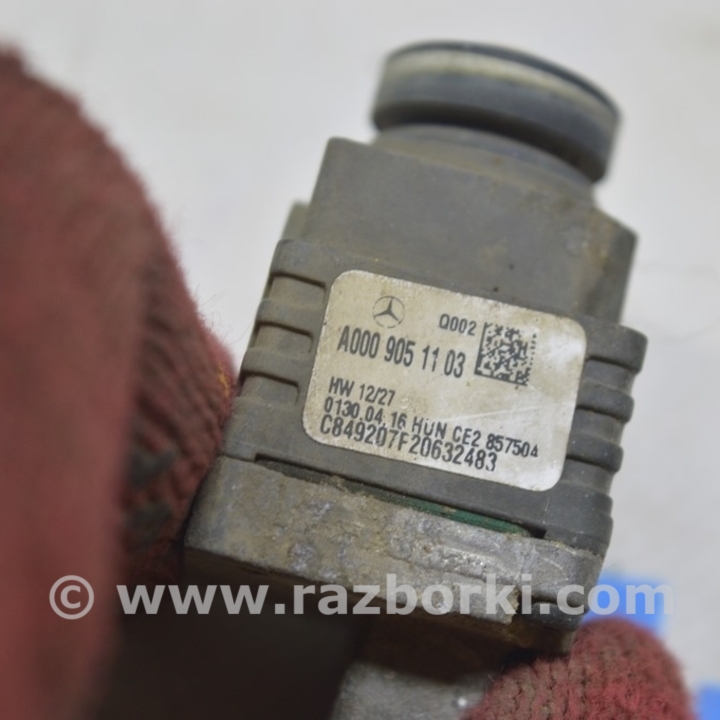 Q002
A000 905 11 03
HW 12/27
0130.04.16 HUN CE2 857504
C849207F20632483
© www.razborki.com